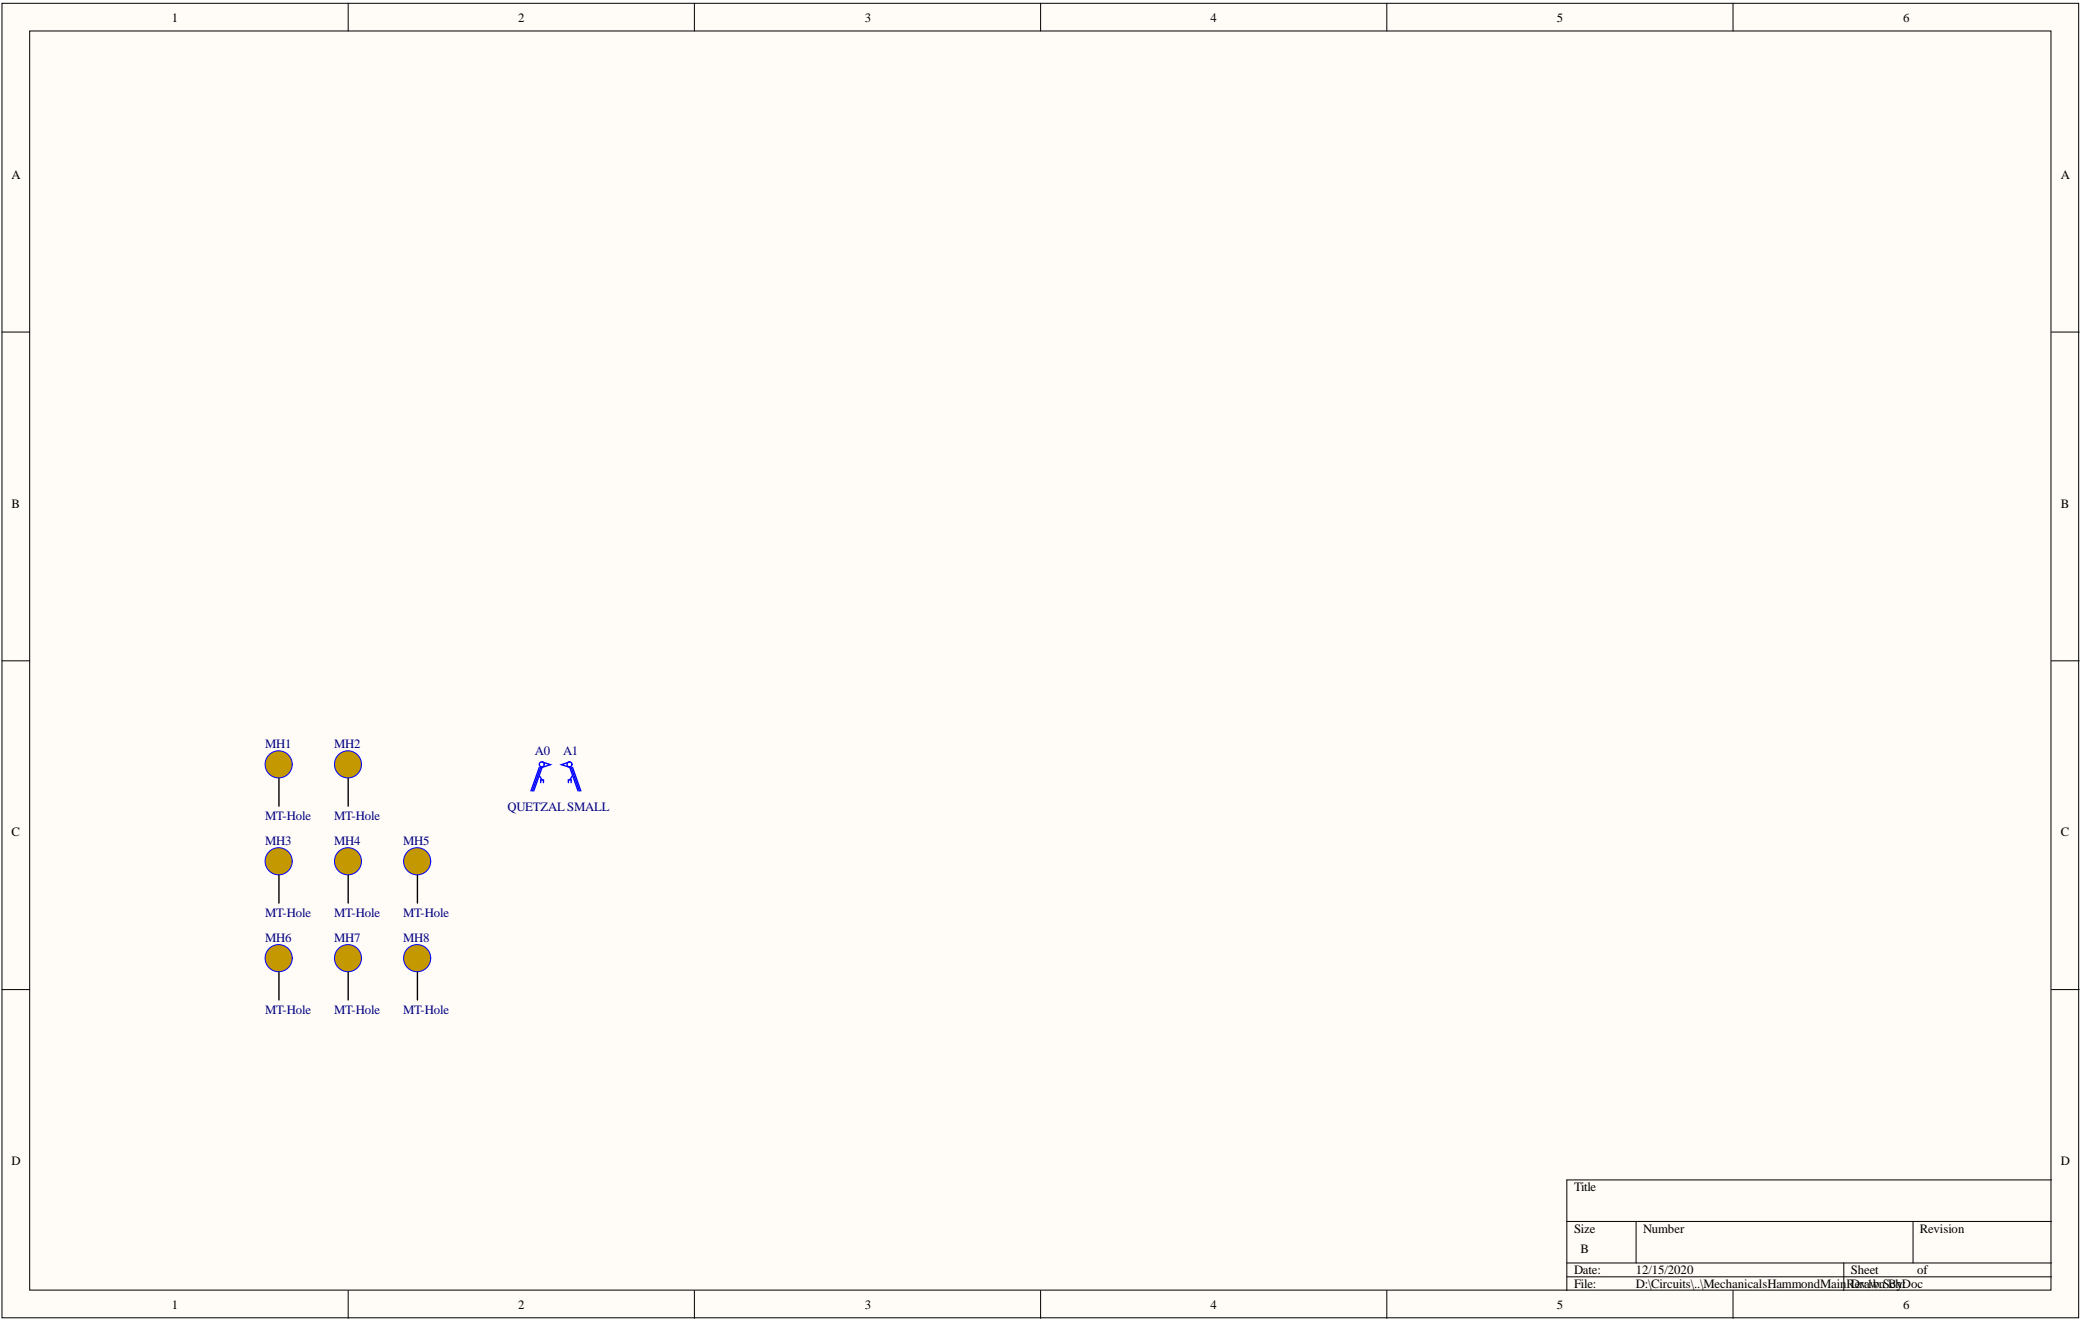 1 2 3 4 5 6
A A
B B
MH1 MH2 A0 A1
MT-Hole MT-Hole QUETZAL SMALL
C C
MH3 MH4 MH5
MT-Hole MT-Hole MT-Hole
MH6 MH7 MH8
MT-Hole MT-Hole MT-Hole
D D
Title
Size Number Revision
B
Date: 12/15/2020 Sheet of
File: D:\Circuits\..\MechanicalsHammondMain
1 2 3 4 5 6